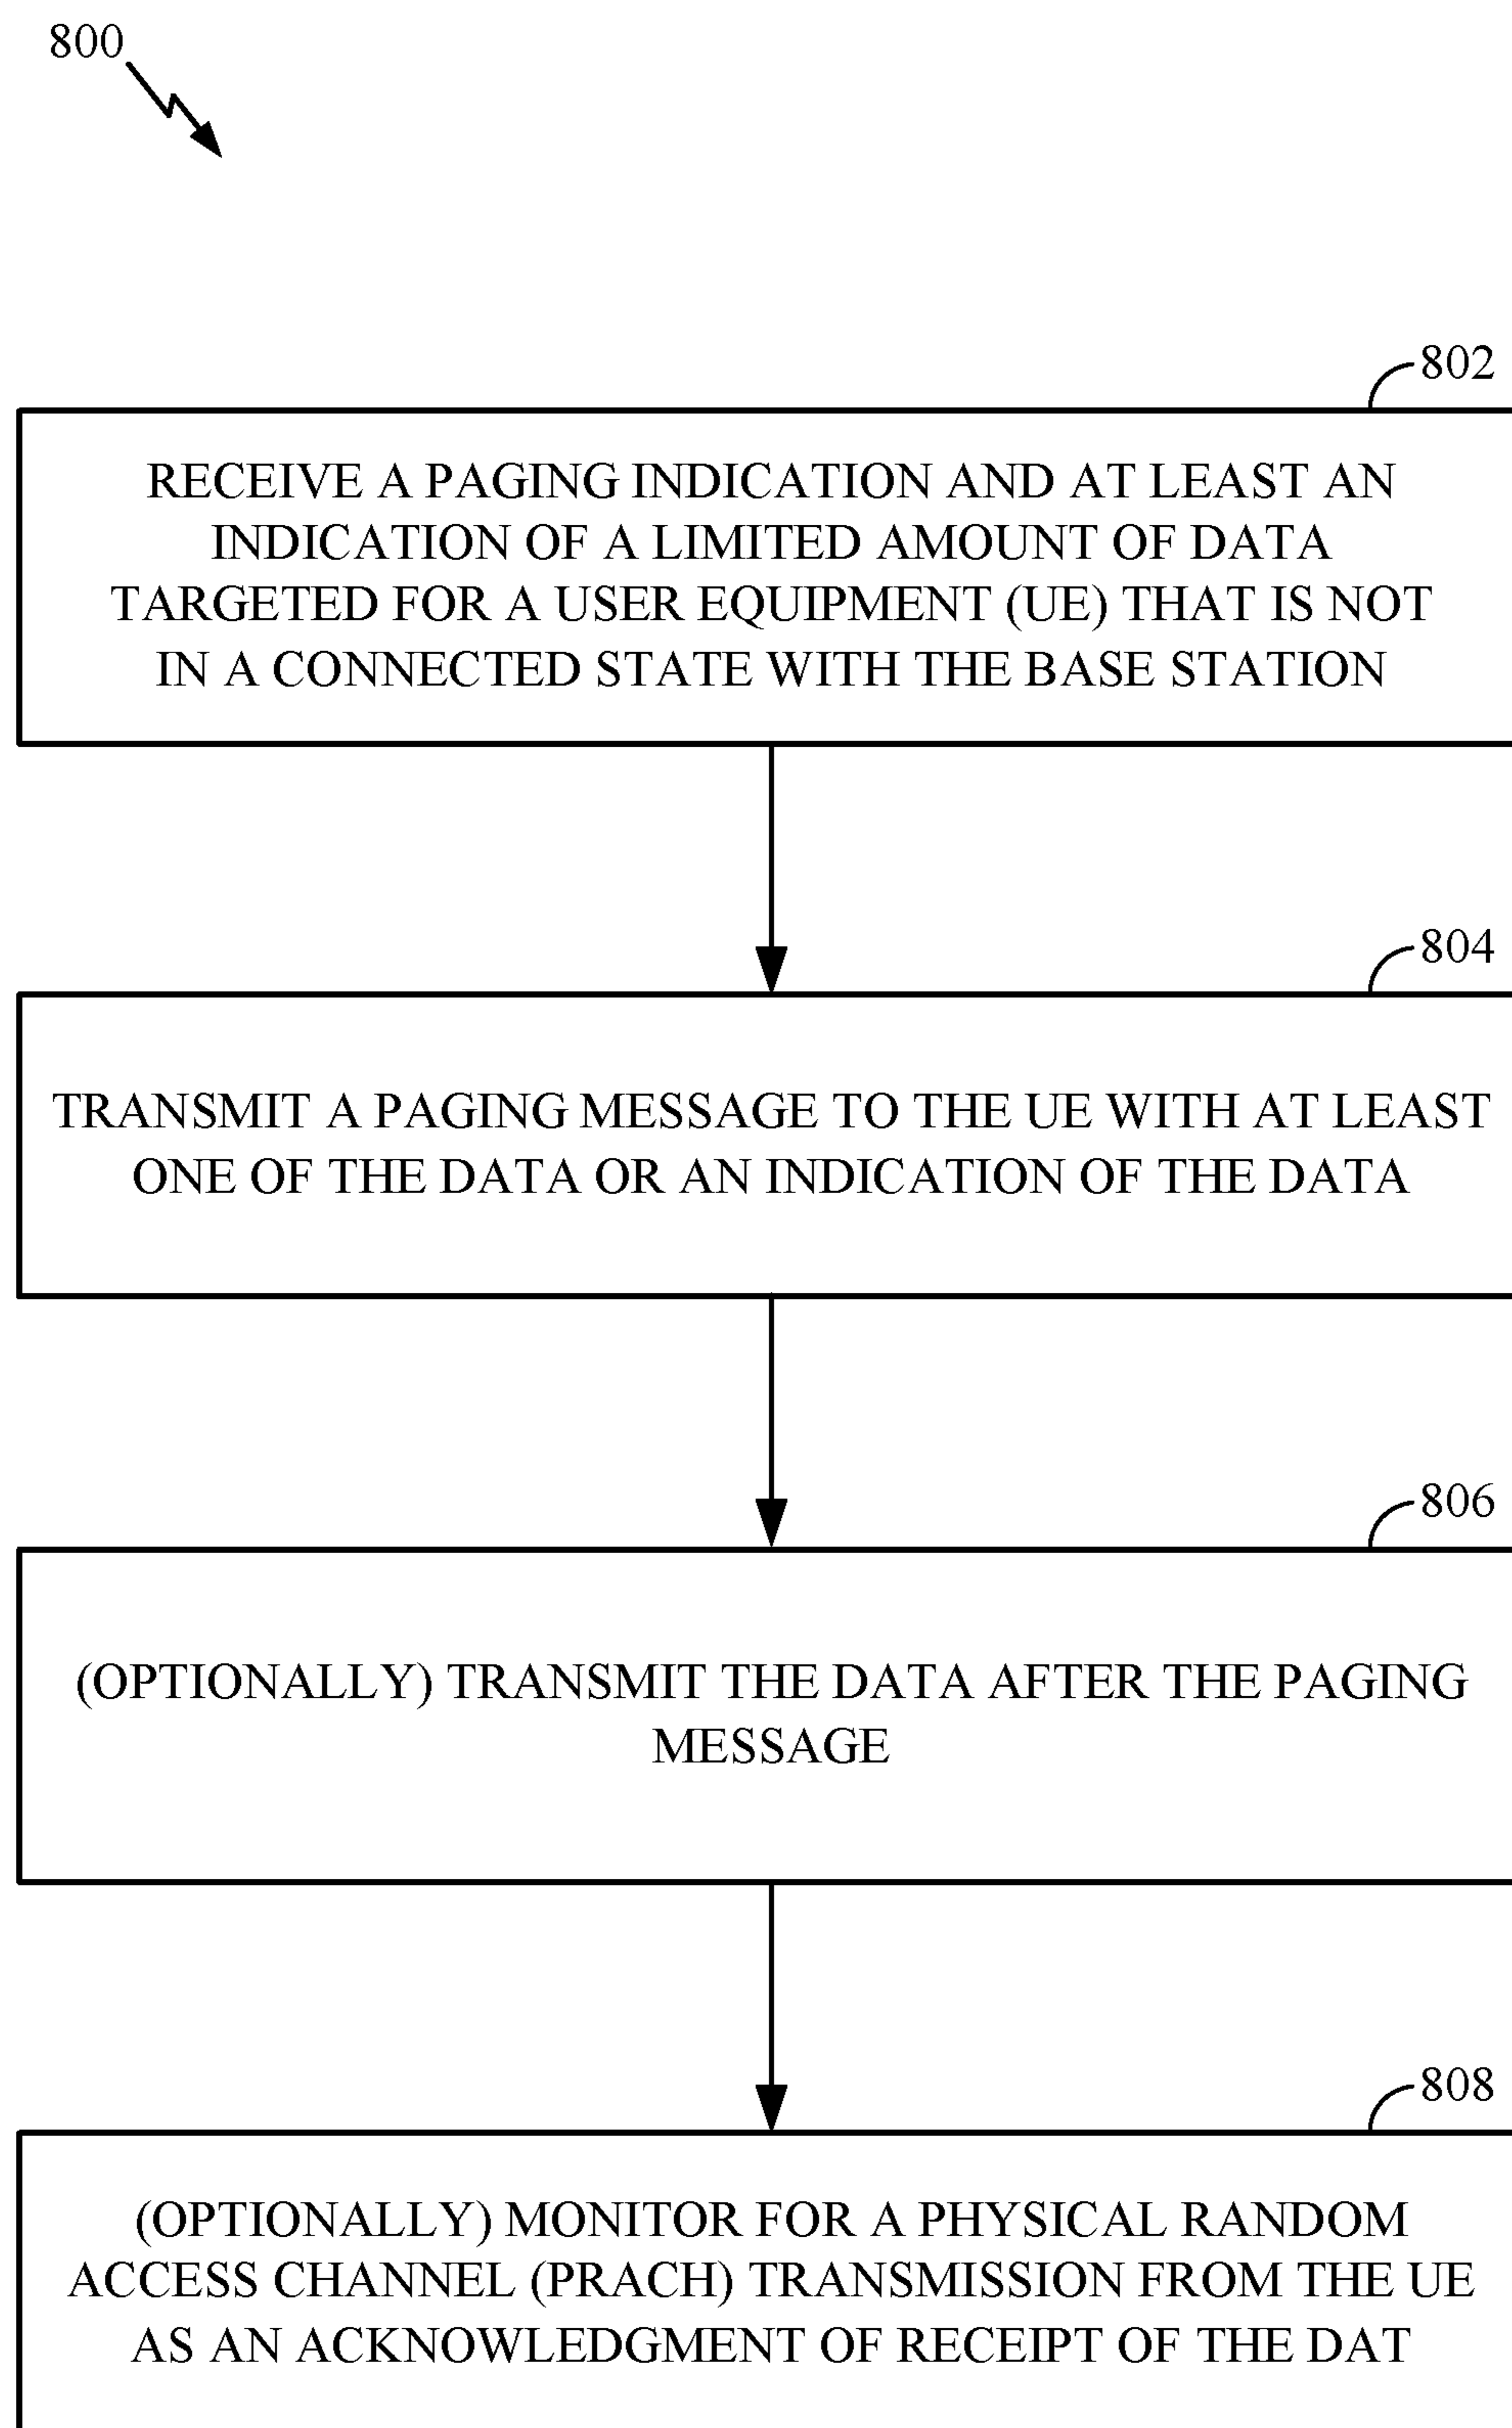 800
802
RECEIVE A PAGING INDICATION AND AT LEAST AN
INDICATION OF A LIMITED AMOUNT OF DATA
TARGETED FOR A USER EQUIPMENT (UE) THAT IS NOT
IN A CONNECTED STATE WITH THE BASE STATION
804
TRANSMIT A PAGING MESSAGE TO THE UE WITH AT LEAST
ONE OF THE DATA OR AN INDICATION OF THE DATA
806
(OPTIONALLY) TRANSMIT THE DATA AFTER THE PAGING
MESSAGE
808
(OPTIONALLY) MONITOR FOR A PHYSICAL RANDOM
ACCESS CHANNEL (PRACH) TRANSMISSION FROM THE UE
AS AN ACKNOWLEDGMENT OF RECEIPT OF THE DAT